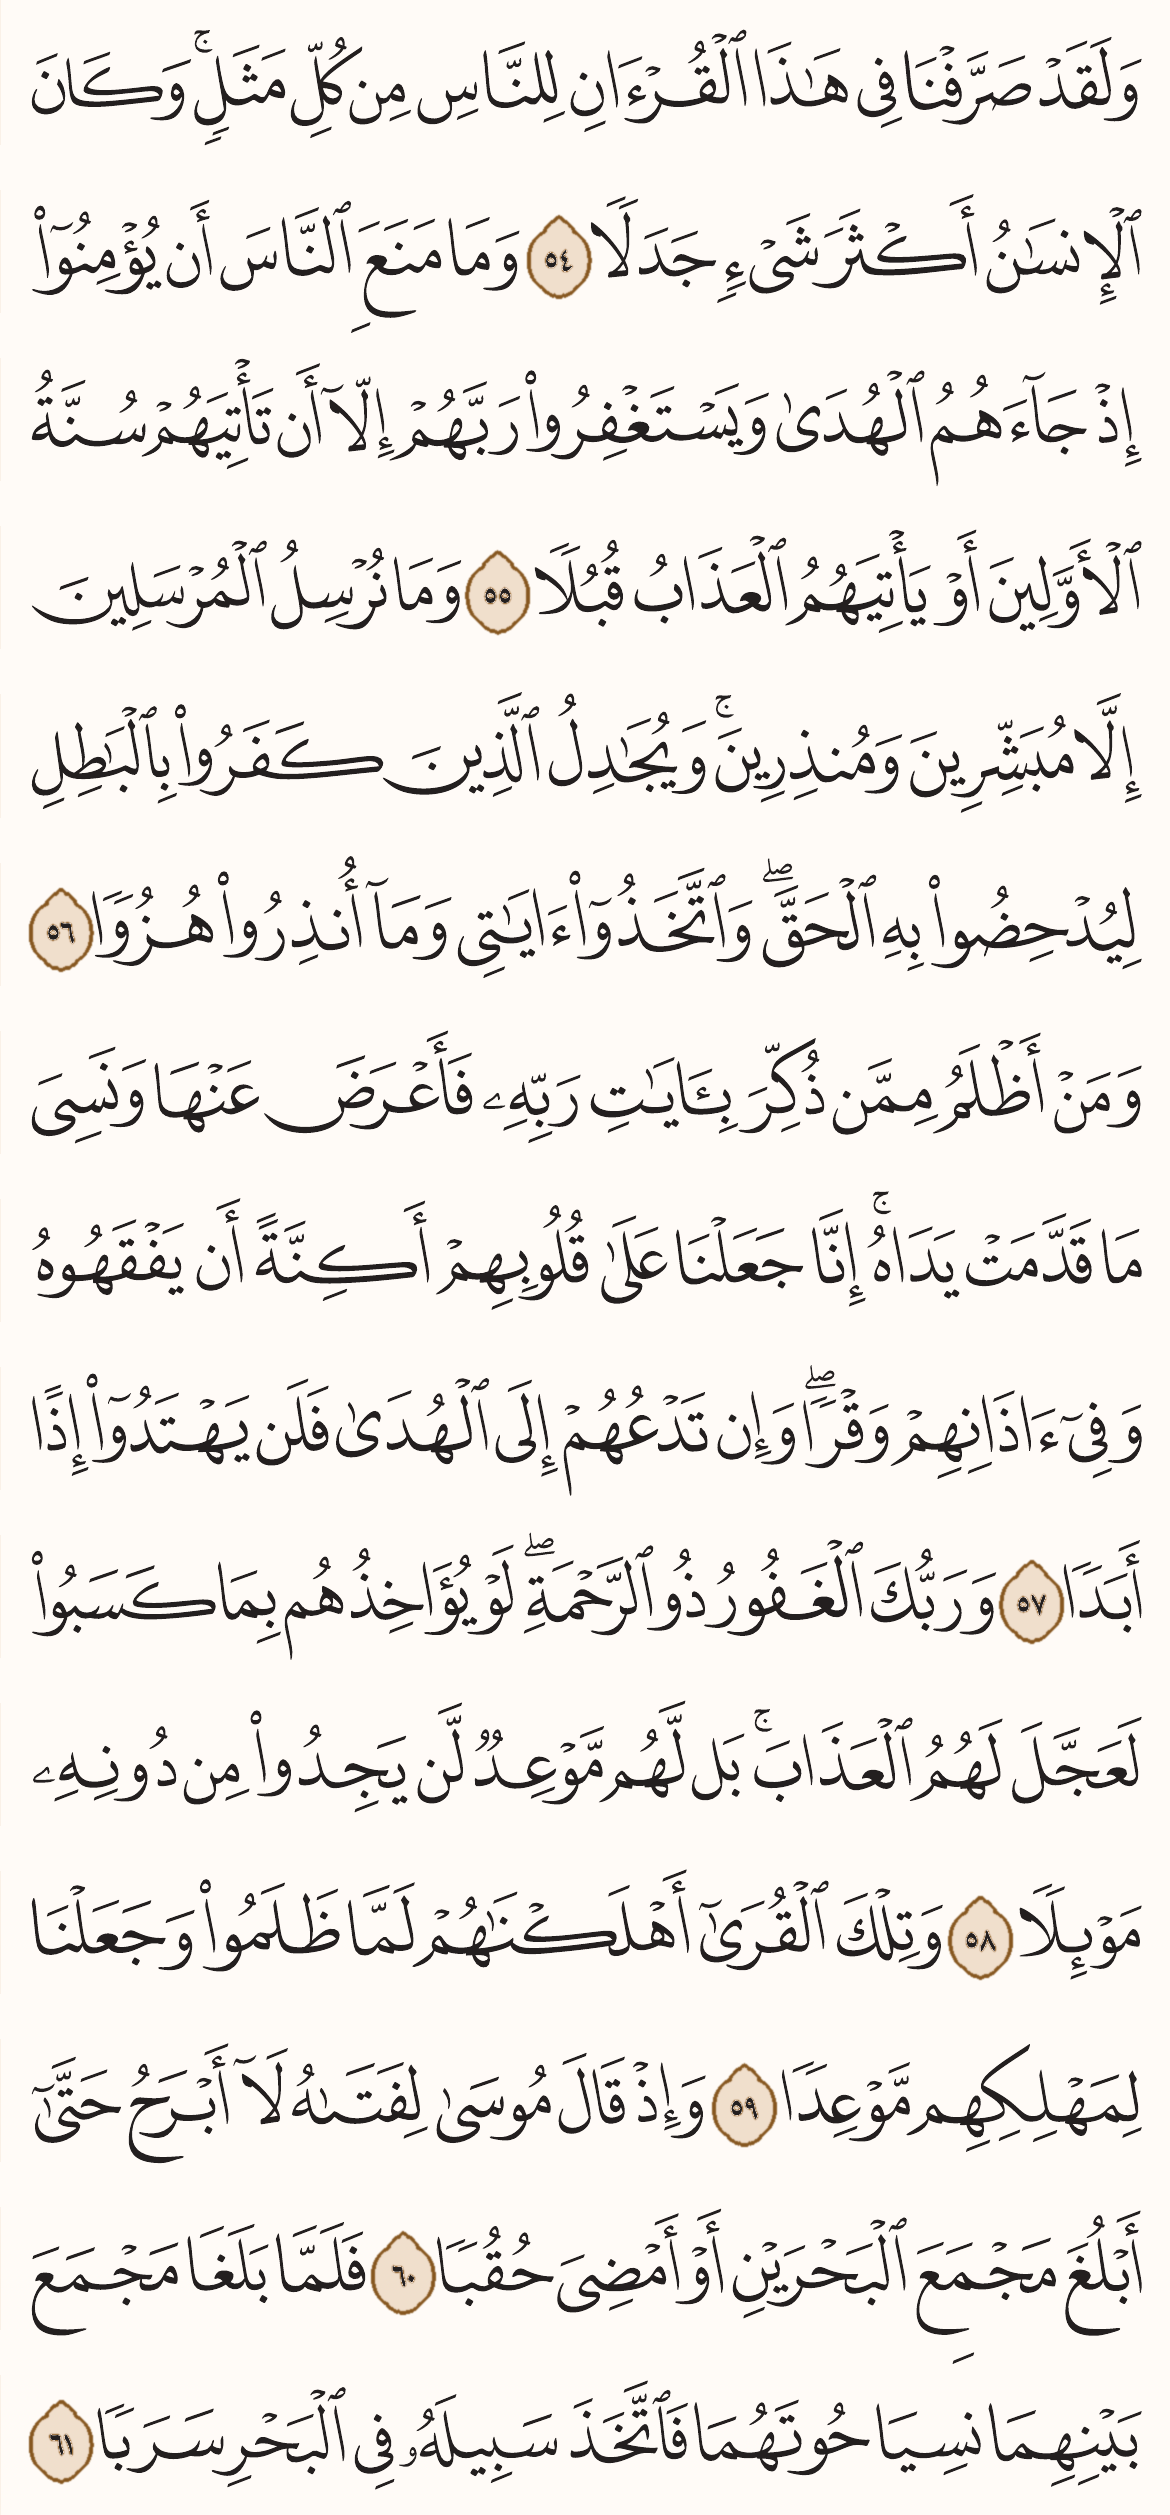 وَلَقَدْ صَرَّفْنَا فِى هَـٰذَا ٱلْقُرْءَانِ لِلنَّاسِ مِن كُلِّ مَثَلٍۚ وَكَانَ
ٱلْإِنسَـٰنُ أَكْثَرَ شَىْءٍ جَدَلًا ٥٤ وَمَا مَنَعَ ٱلنَّاسَ أَن يُؤْمِنُوٓا۟
إِذْ جَآءَهُمُ ٱلْهُدَىٰ وَيَسْتَغْفِرُوا۟ رَبَّهُمْ إِلَّآ أَن تَأْتِيَهُمْ سُنَّةُ
ٱلْأَوَّلِينَ أَوْ يَأْتِيَهُمُ ٱلْعَذَابُ قُبُلًا ٥٥ وَمَا نُرْسِلُ ٱلْمُرْسَلِينَ
إِلَّا مُبَشِّرِينَ وَمُنذِرِينَۚ وَيُجَـٰدِلُ ٱلَّذِينَ كَفَرُوا۟ بِٱلْبَـٰطِلِ
لِيُدْحِضُوا۟ بِهِ ٱلْحَقَّۖ وَٱتَّخَذُوٓا۟ ءَايَـٰتِى وَمَآ أُنذِرُوا۟ هُزُوًا ٥٦
وَمَنْ أَظْلَمُ مِمَّن ذُكِّرَ بِـَٔايَـٰتِ رَبِّهِۦ فَأَعْرَضَ عَنْهَا وَنَسِىَ
مَا قَدَّمَتْ يَدَاهُۚ إِنَّا جَعَلْنَا عَلَىٰ قُلُوبِهِمْ أَكِنَّةً أَن يَفْقَهُوهُ
وَفِىٓ ءَاذَانِهِمْ وَقْرًاۖ وَإِن تَدْعُهُمْ إِلَى ٱلْهُدَىٰ فَلَن يَهْتَدُوٓا۟ إِذًا
أَبَدًا ٥٧ وَرَبُّكَ ٱلْغَفُورُ ذُو ٱلرَّحْمَةِۖ لَوْ يُؤَاخِذُهُم بِمَا كَسَبُوا۟
لَعَجَّلَ لَهُمُ ٱلْعَذَابَۚ بَل لَّهُم مَّوْعِدٌ لَّن يَجِدُوا۟ مِن دُونِهِۦ
مَوْئِلًا ٥٨ وَتِلْكَ ٱلْقُرَىٰٓ أَهْلَكْنَـٰهُمْ لَمَّا ظَلَمُوا۟ وَجَعَلْنَا
لِمَهْلِكِهِم مَّوْعِدًا ٥٩ وَإِذْ قَالَ مُوسَىٰ لِفَتَىٰهُ لَآ أَبْرَحُ حَتَّىٰٓ
أَبْلُغَ مَجْمَعَ ٱلْبَحْرَيْنِ أَوْ أَمْضِىَ حُقُبًا ٦٠ فَلَمَّا بَلَغَا مَجْمَعَ
بَيْنِهِمَا نَسِيَا حُوتَهُمَا فَٱتَّخَذَ سَبِيلَهُۥ فِى ٱلْبَحْرِ سَرَبًا ٦١